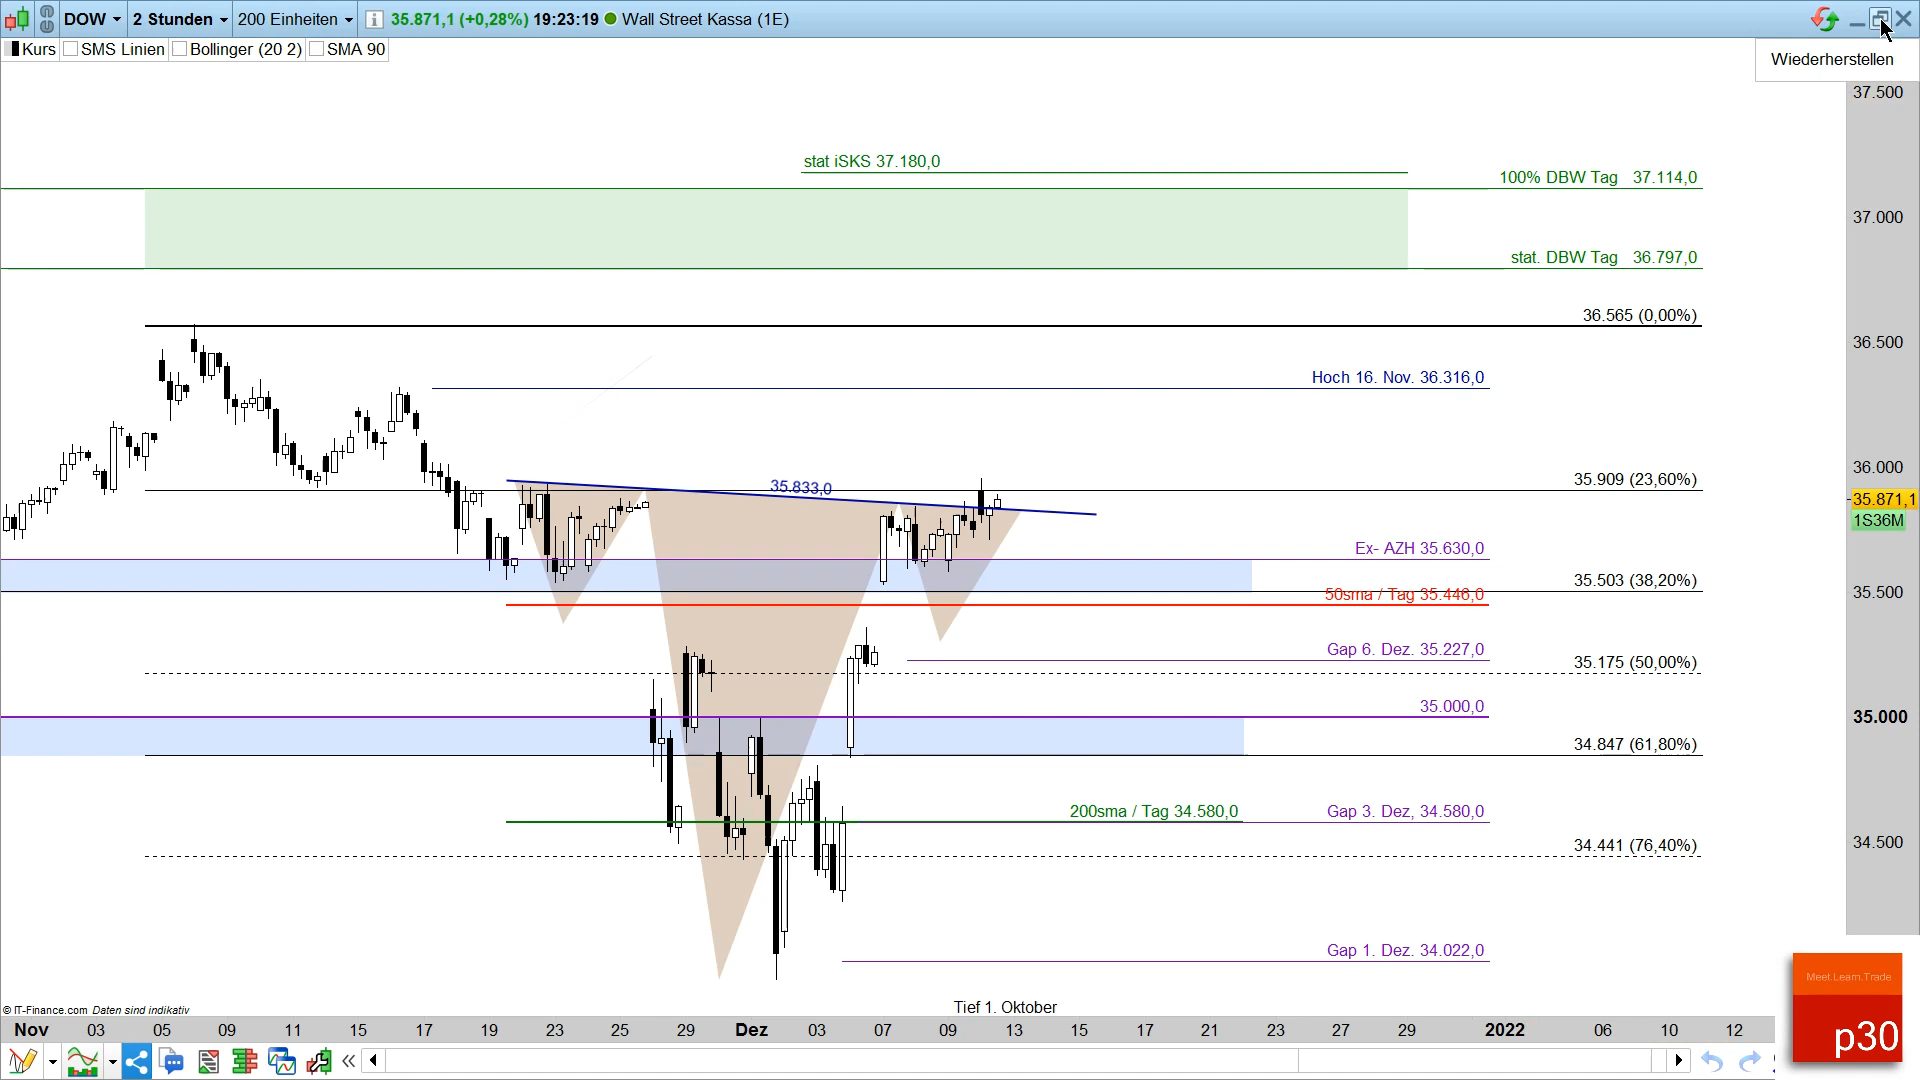 DOW 2 Stunden 200 Einheiten 35.871,1 (+0,28%) 19:23:19 Wall Street Kassa (1E)
Kurs SMS Linien Bollinger (20 2) SMA 90
Wiederherstellen
37.500
stat iSKS 37.180,0
100% DBW Tag 37.114,0
37.000
stat. DBW Tag 36.797,0
36.565 (0,00%)
36.500
Hoch 16. Nov. 36.316,0
36.000
35.909 (23,60%)
35.833,0
35.871,1
1S36M
Ex- AZH 35.630,0
35.503 (38,20%)
50sma / Tag 35.446,0
35.500
Gap 6. Dez. 35.227,0
35.175 (50,00%)
35.000,0
35.000
34.847 (61,80%)
200sma / Tag 34.580,0
Gap 3. Dez, 34.580,0
34.441 (76,40%)
34.500
Gap 1. Dez. 34.022,0
Meet.Learn.Trade
p30
© IT-Finance.com Daten sind indikativ
Tief 1. Oktober
Nov 03 05 09 11 15 17 19 23 25 29 Dez 03 07 09 13 15 17 21 23 27 29 2022 06 10 12